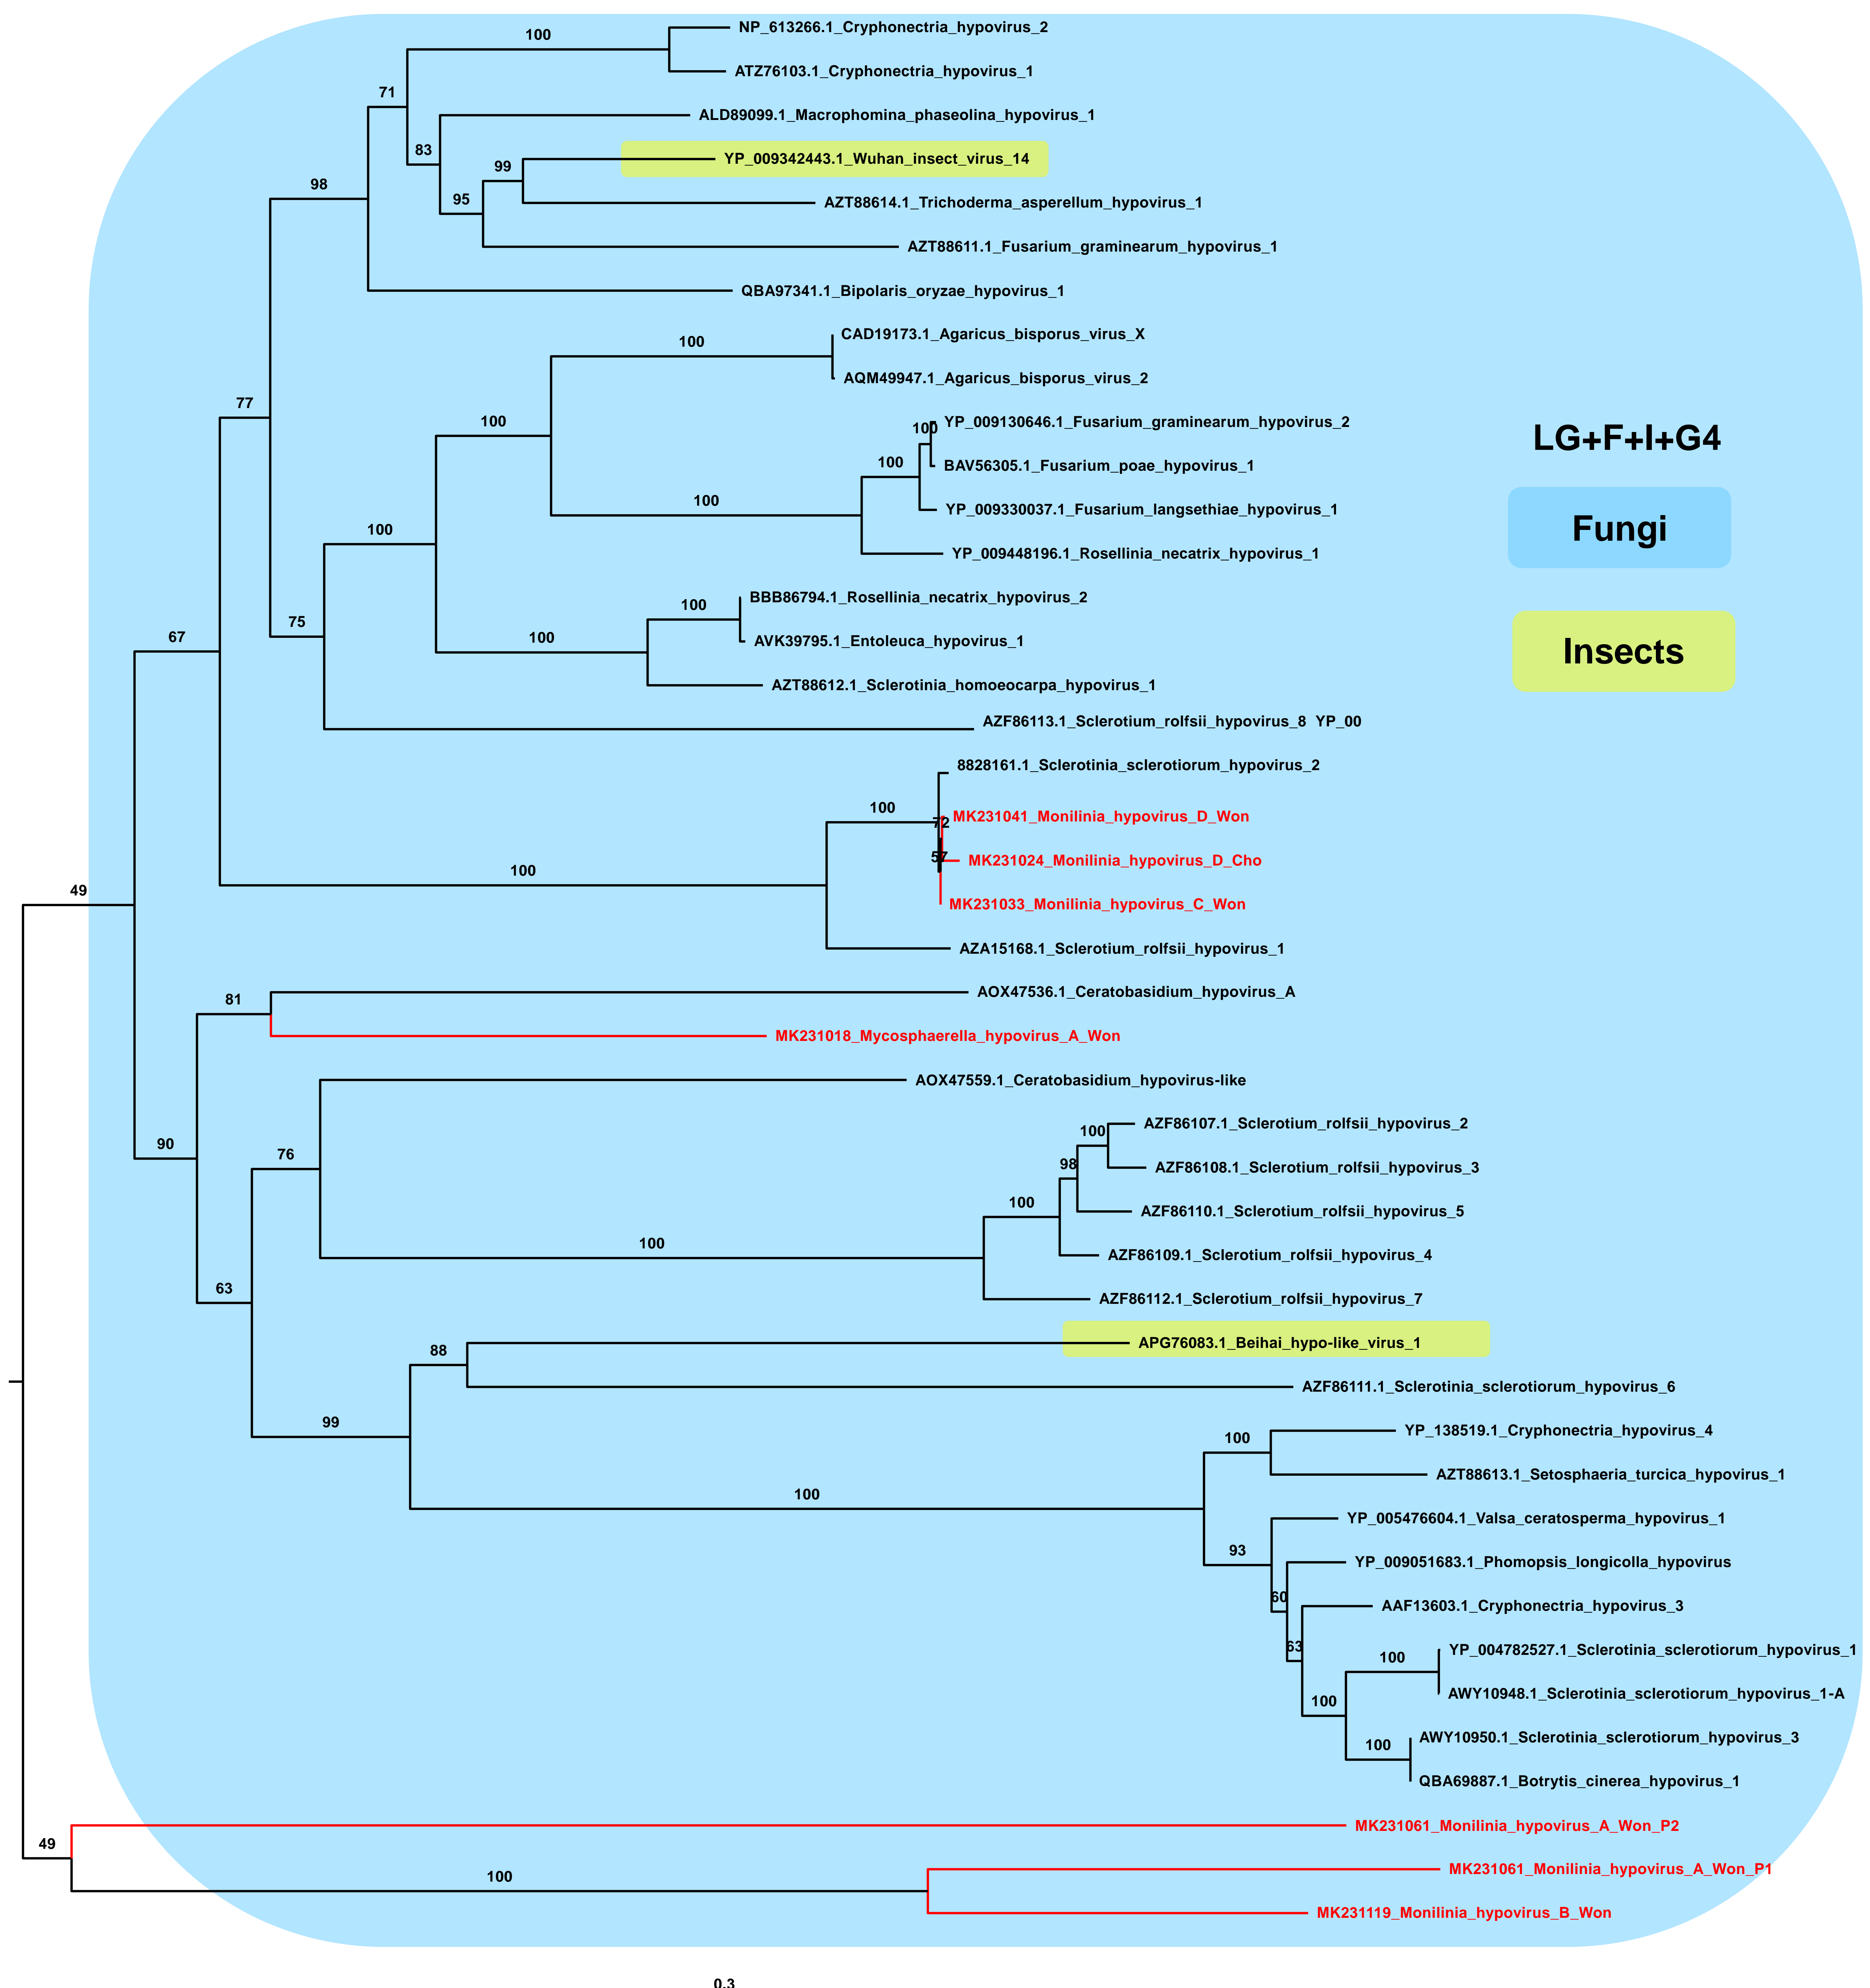 NP_613266.1_Cryphonectria_hypovirus_2
100
ATZ76103.1_Cryphonectria_hypovirus_1
71
ALD89099.1_Macrophomina_phaseolina_hypovirus_1
83
YP_009342443.1_Wuhan_insect_virus_14
99
98
95
AZT88614.1_Trichoderma_asperellum_hypovirus_1
AZT88611.1_Fusarium_graminearum_hypovirus_1
QBA97341.1_Bipolaris_oryzae_hypovirus_1
CAD19173.1_Agaricus_bisporus_virus_X
100
AQM49947.1_Agaricus_bisporus_virus_2
77
100
YP_009130646.1_Fusarium_graminearum_hypovirus_2
100
LG+F+I+G4
BAV56305.1_Fusarium_poae_hypovirus_1
100
100
YP_009330037.1_Fusarium_langsethiae_hypovirus_1
Fungi
100
YP_009448196.1_Rosellinia_necatrix_hypovirus_1
BBB86794.1_Rosellinia_necatrix_hypovirus_2
100
75
67
100
AVK39795.1_Entoleuca_hypovirus_1
Insects
AZT88612.1_Sclerotinia_homoeocarpa_hypovirus_1
AZF86113.1_Sclerotium_rolfsii_hypovirus_8 YP_00
8828161.1_Sclerotinia_sclerotiorum_hypovirus_2
100
MK231041_Monilinia_hypovirus_D_Won
72
57
MK231024_Monilinia_hypovirus_D_Cho
100
49
MK231033_Monilinia_hypovirus_C_Won
AZA15168.1_Sclerotium_rolfsii_hypovirus_1
81
AOX47536.1_Ceratobasidium_hypovirus_A
MK231018_Mycosphaerella_hypovirus_A_Won
AOX47559.1_Ceratobasidium_hypovirus-like
AZF86107.1_Sclerotium_rolfsii_hypovirus_2
100
90
76
98
AZF86108.1_Sclerotium_rolfsii_hypovirus_3
100
AZF86110.1_Sclerotium_rolfsii_hypovirus_5
100
AZF86109.1_Sclerotium_rolfsii_hypovirus_4
63
AZF86112.1_Sclerotium_rolfsii_hypovirus_7
88
APG76083.1_Beihai_hypo-like_virus_1
AZF86111.1_Sclerotinia_sclerotiorum_hypovirus_6
99
YP_138519.1_Cryphonectria_hypovirus_4
100
AZT88613.1_Setosphaeria_turcica_hypovirus_1
100
YP_005476604.1_Valsa_ceratosperma_hypovirus_1
93
YP_009051683.1_Phomopsis_longicolla_hypovirus
60
AAF13603.1_Cryphonectria_hypovirus_3
63
YP_004782527.1_Sclerotinia_sclerotiorum_hypovirus_1
100
AWY10948.1_Sclerotinia_sclerotiorum_hypovirus_1-A
100
AWY10950.1_Sclerotinia_sclerotiorum_hypovirus_3
100
QBA69887.1_Botrytis_cinerea_hypovirus_1
MK231061_Monilinia_hypovirus_A_Won_P2
49
MK231061_Monilinia_hypovirus_A_Won_P1
100
MK231119_Monilinia_hypovirus_B_Won
0.3